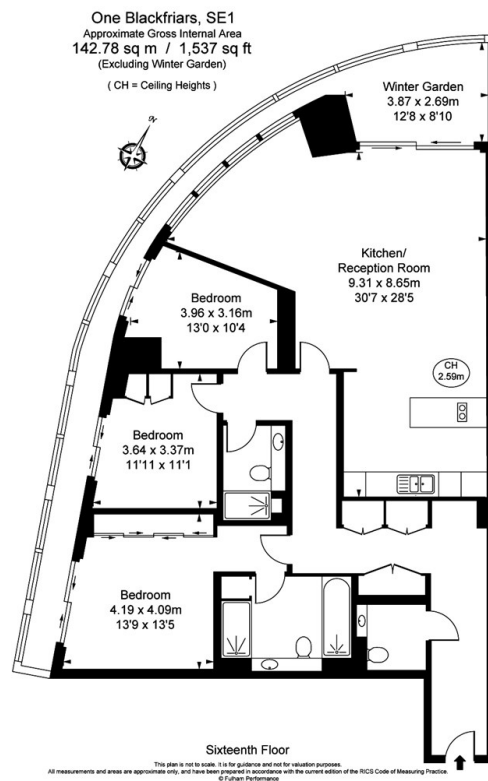 One Blackfriars, SE1
Approximate Gross Internal Area
142.78 sq m / 1,537 sq ft
(Excluding Winter Garden)
( CH = Ceiling Heights )
N
Winter Garden
3.87 x 2.69m
12'8 x 8'10
Kitchen/
Reception Room
9.31 x 8.65m
30'7 x 28'5
Bedroom
3.96 x 3.16m
13'0 x 10'4
CH
2.59m
Bedroom
3.64 x 3.37m
11'11 x 11'1
Bedroom
4.19 x 4.09m
13'9 x 13'5
Sixteenth Floor
This plan is not to scale. It is for guidance and not for valuation purposes.
All measurements and areas are approximate only, and have been prepared in accordance with the current edition of the RICS Code of Measuring Practice.
© Fulham Performance